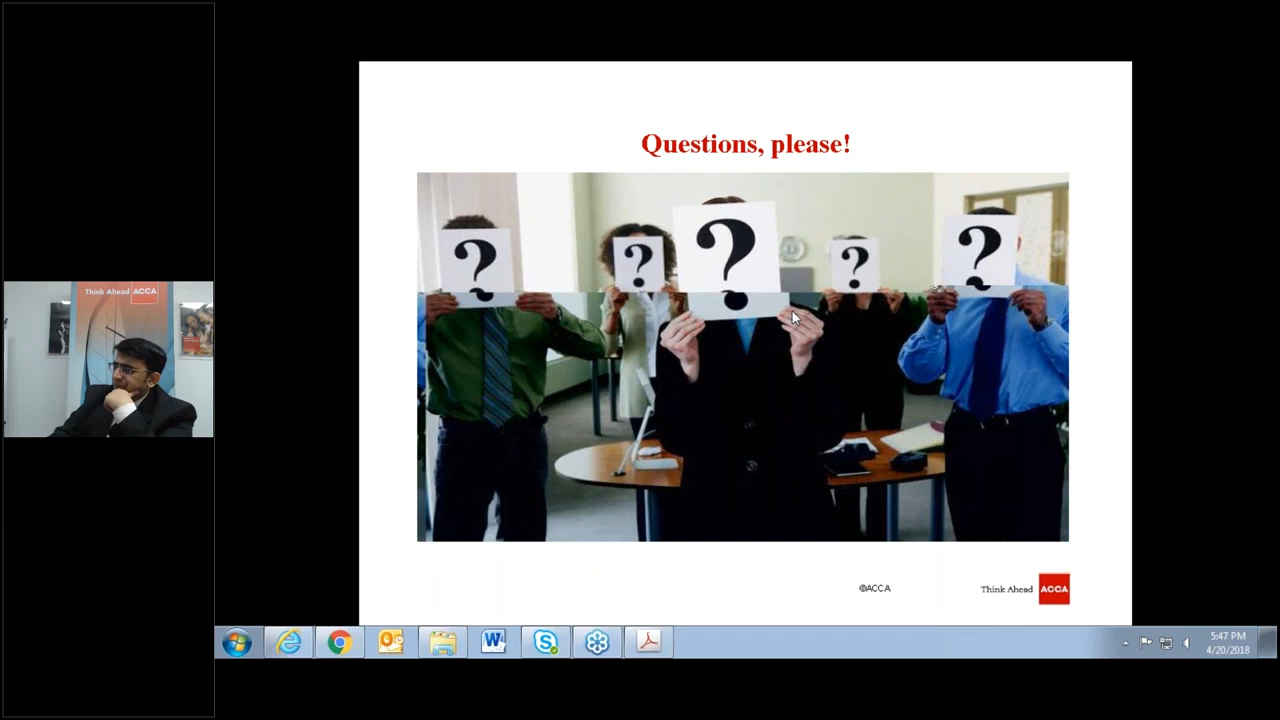 Think Ahead ACCA
Questions, please!
?
?
?
?
?
©ACCA
Think Ahead ACCA
5:47 PM
4/20/2018